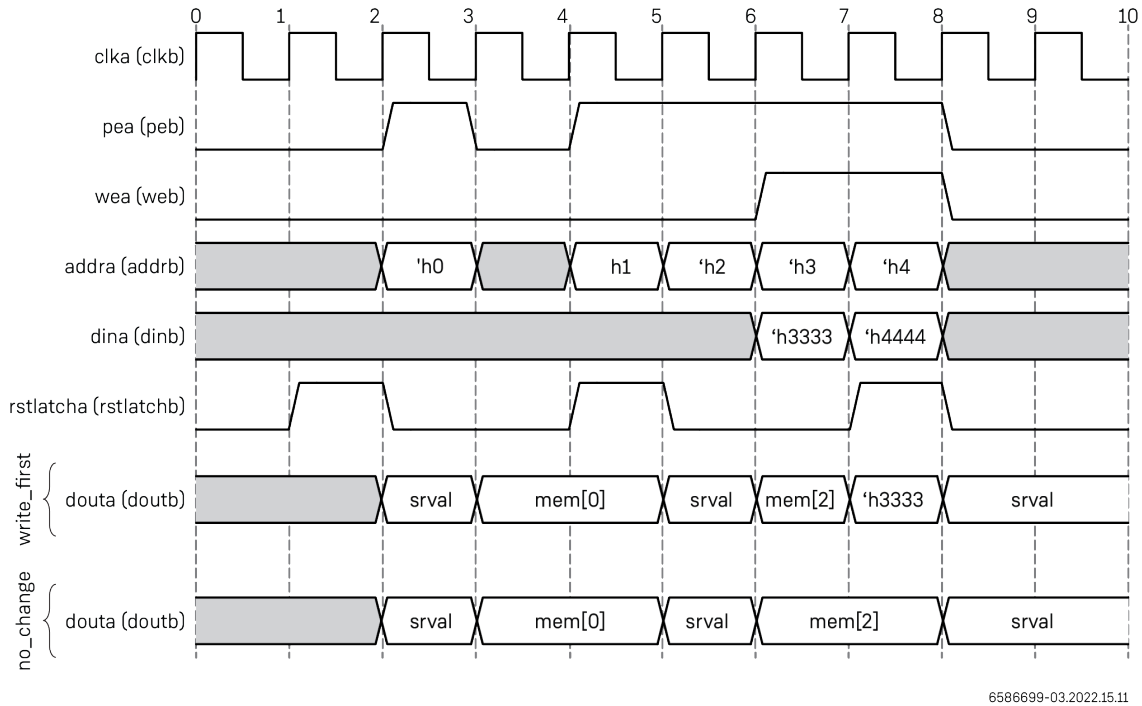 0 1 2 3 4 5 6 7 8 9 10
clka (clkb)
pea (peb)
wea (web)
addra (addrb) 'h0 h1 ‘h2 ‘h3 ‘h4
dina (dinb) ‘h3333 ‘h4444
rstlatcha (rstlatchb)
write_first
douta (doutb) srval mem[0] srval mem[2] ‘h3333 srval
no_change
douta (doutb) srval mem[0] srval mem[2] srval
6586699-03.2022.15.11